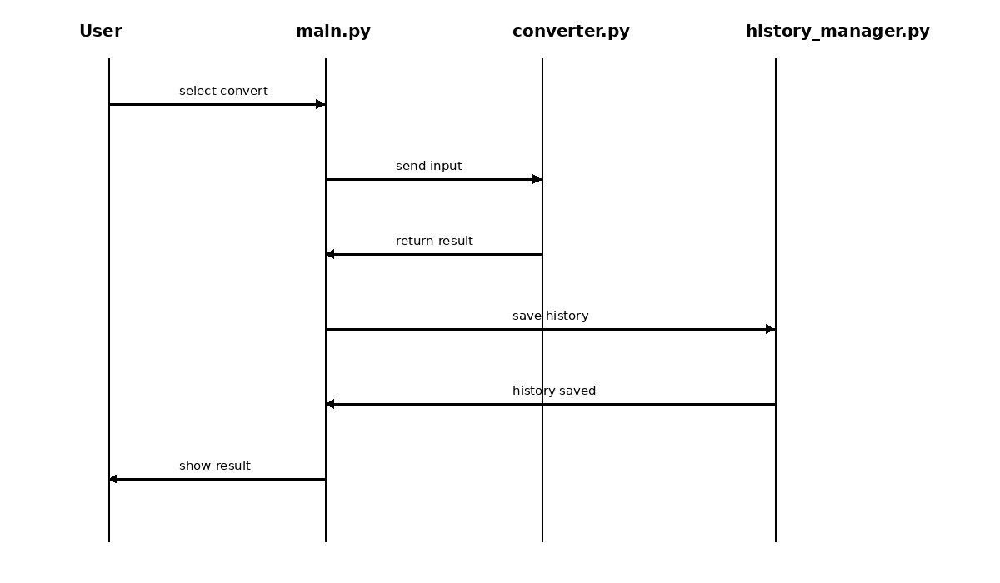 User
main.py
converter.py
history_manager.py
select convert
send input
return result
save history
history saved
show result